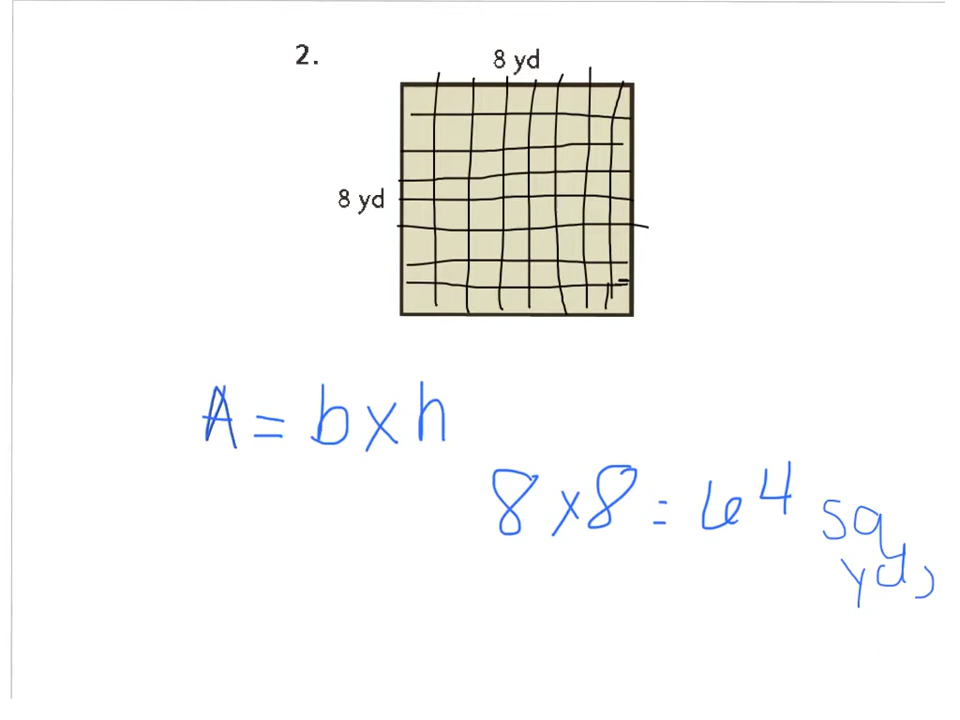 2.
8 yd
8 yd
A = b x h
8 x 8 = 64 sq
yds